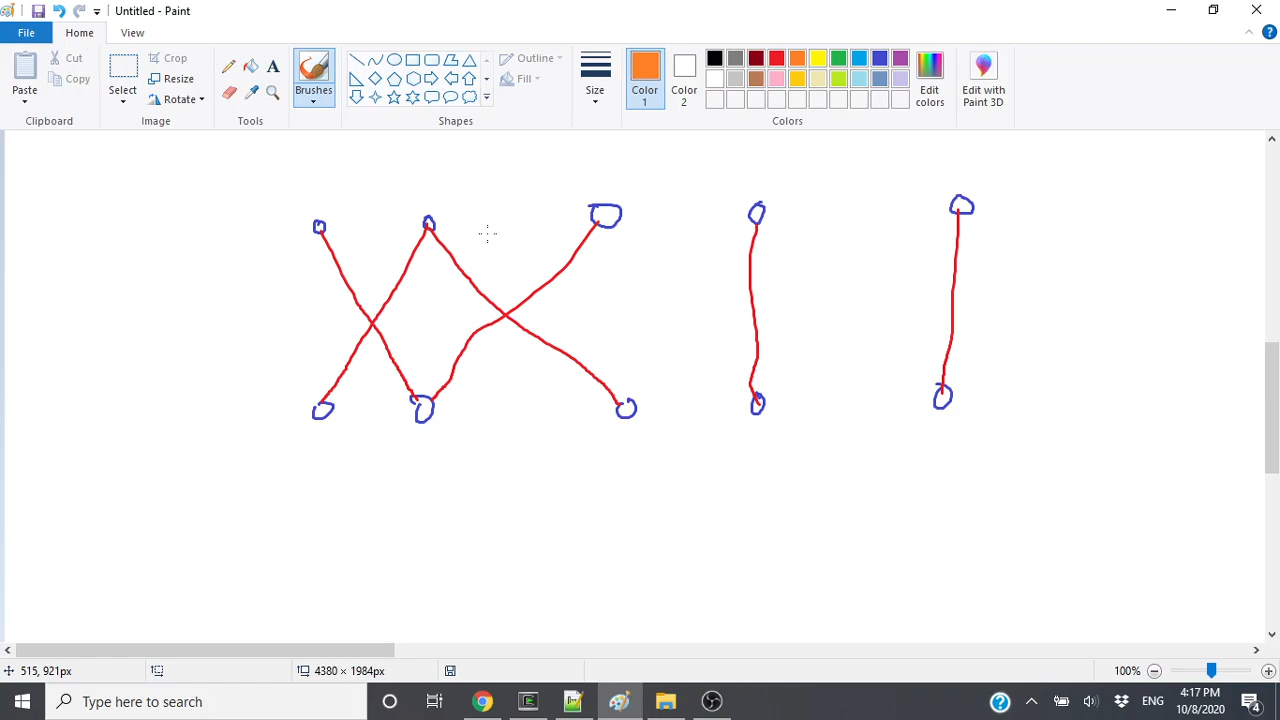 Untitled - Paint
File Home View
Paste
Cut
Copy
Clipboard
Select
Crop
Resize
Rotate
Image
A
Tools
Brushes
Outline
Fill
Shapes
Size
Color 1
Color 2
Edit colors
Colors
Edit with Paint 3D
515, 921px
4380 × 1984px
100%
Type here to search
ENG
4:17 PM
10/8/2020
4